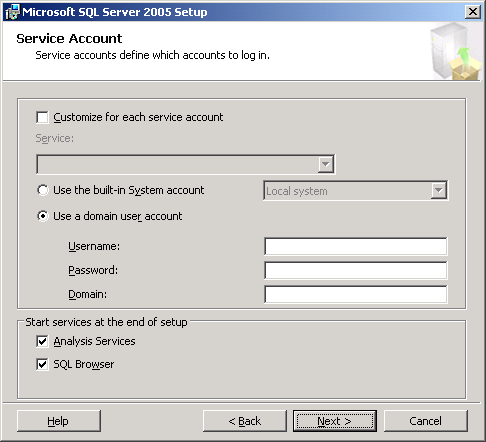 Microsoft SQL Server 2005 Setup
Service Account
Service accounts define which accounts to log in.
Customize for each service account
Service:
Use the built-in System account
Local system
Use a domain user account
Username:
Password:
Domain:
Start services at the end of setup
Analysis Services
SQL Browser
Help
< Back
Next >
Cancel